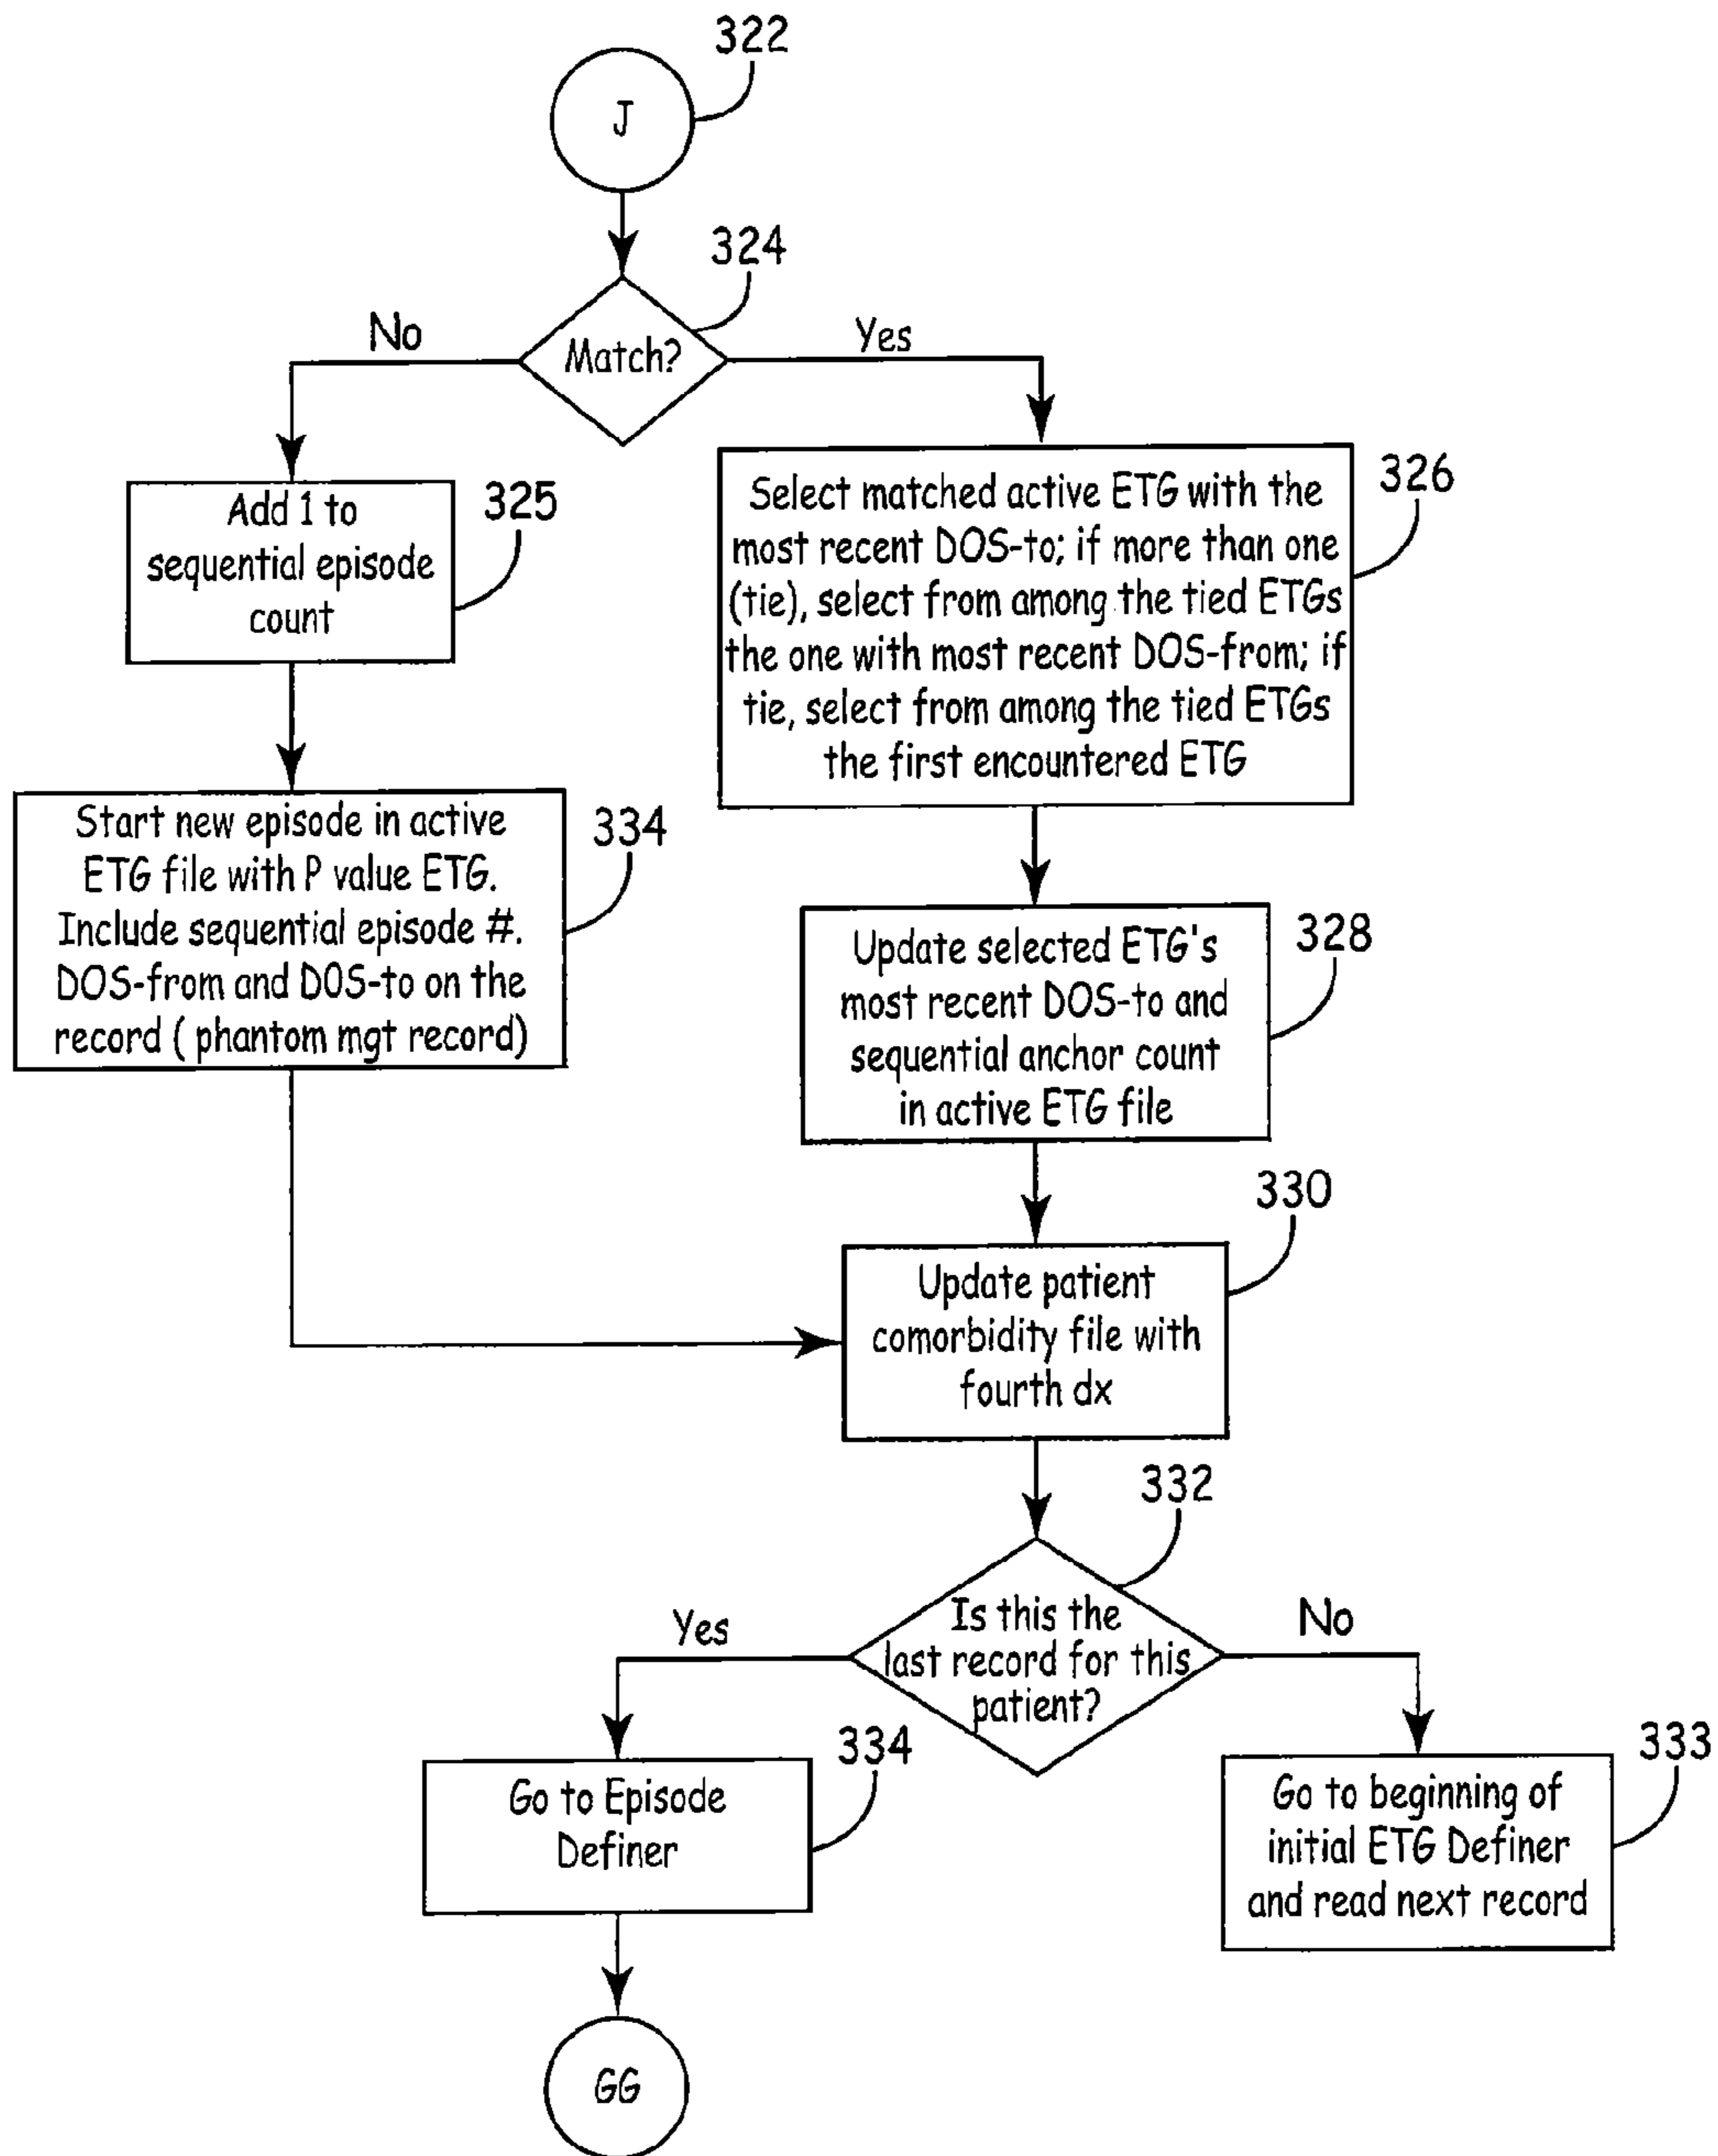 322
J
324
No
Match?
Yes
Add 1 to
sequential episode
count
325
Select matched active ETG with the
most recent DOS-to; if more than one
(tie), select from among the tied ETGs
the one with most recent DOS-from; if
tie, select from among the tied ETGs
the first encountered ETG
326
Start new episode in active
ETG file with P value ETG.
Include sequential episode #.
DOS-from and DOS-to on the
record ( phantom mgt record)
334
Update selected ETG's
most recent DOS-to and
sequential anchor count
in active ETG file
328
Update patient
comorbidity file with
fourth dx
330
332
Yes
Is this the
last record for this
patient?
No
Go to Episode
Definer
334
Go to beginning of
initial ETG Definer
and read next record
333
GG